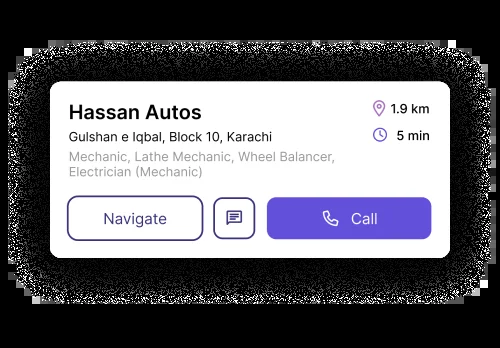 Hassan Autos
1.9 km
Gulshan e Iqbal, Block 10, Karachi
5 min
Mechanic, Lathe Mechanic, Wheel Balancer,
Electrician (Mechanic)
Navigate
Call